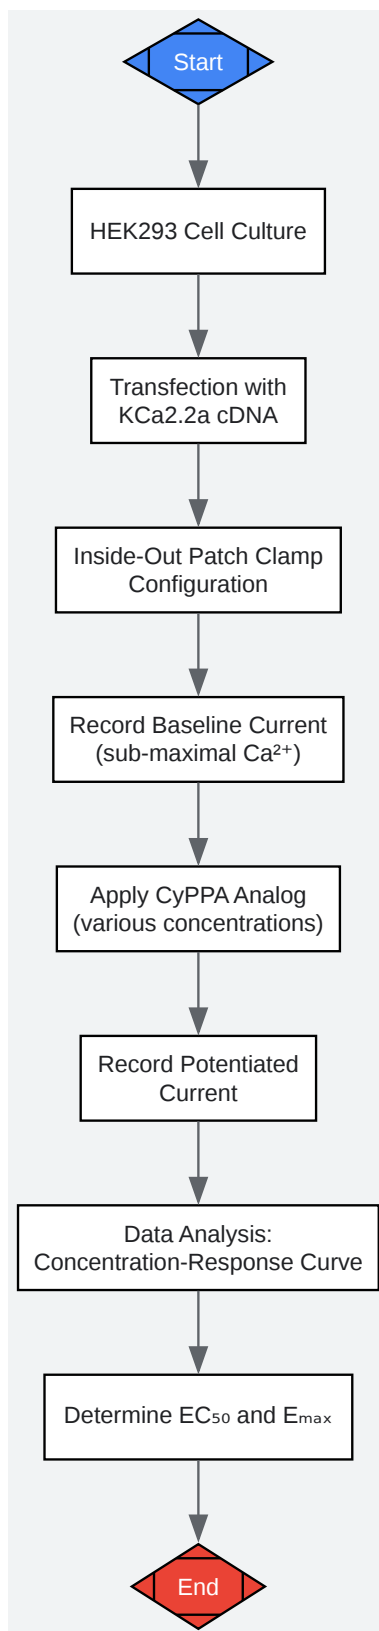 Start
HEK293 Cell Culture
Transfection with
KCa2.2a cDNA
Inside-Out Patch Clamp
Configuration
Record Baseline Current
(sub-maximal Ca²⁺)
Apply CyPPA Analog
(various concentrations)
Record Potentiated
Current
Data Analysis:
Concentration-Response Curve
Determine EC₅₀ and Eₘₐₓ
End